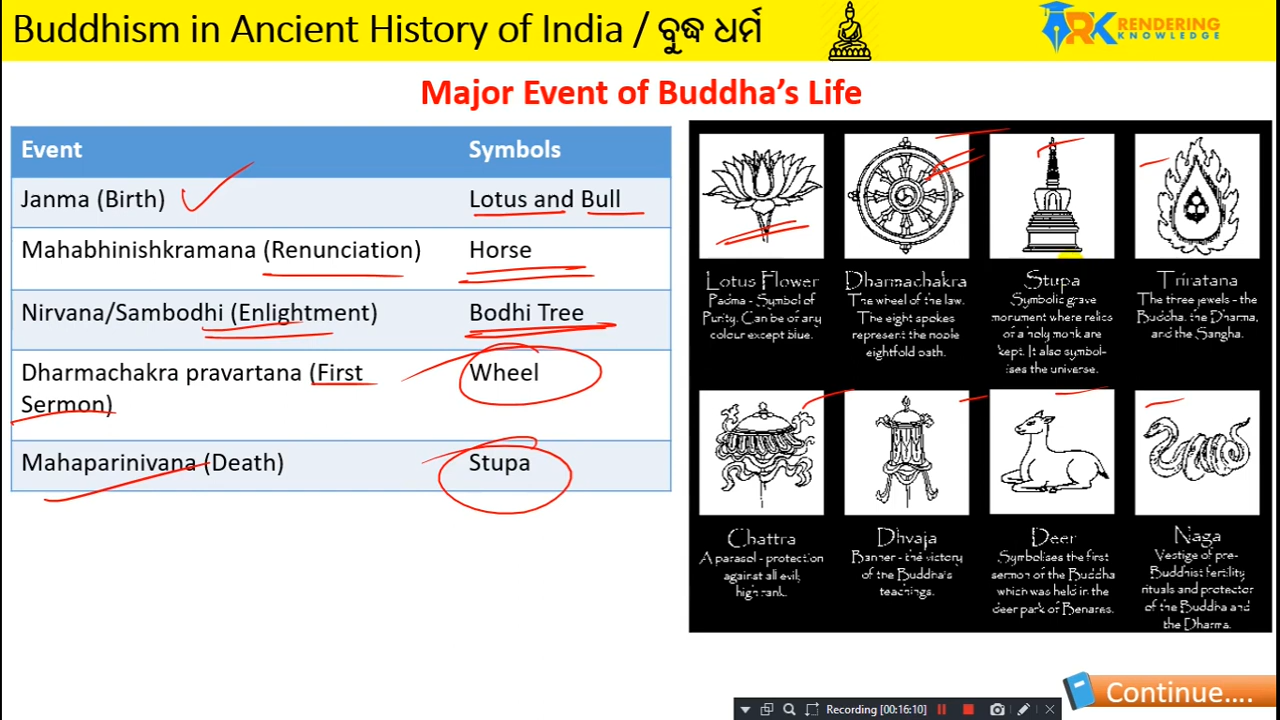 Buddhism in Ancient History of India / ବୁଦ୍ଧ ଧର୍ମ
RENDERING
KNOWLEDGE
Major Event of Buddha's Life
Event Symbols
Janma (Birth) Lotus and Bull
Mahabhinishkramana (Renunciation) Horse
Nirvana/Sambodhi (Enlightment) Bodhi Tree
Dharmachakra pravartana (First Wheel
Sermon)
Mahaparinivana (Death) Stupa
Lotus Flower
Padma - Symbol of
Purity. Can be of any
colour except blue.
Dharmachakra
The wheel of the law.
The eight spokes
represent the noble
eightfold path.
Stupa
Symbolic grave
monument where relics
of a holy monk are
kept. It also symbol-
ises the universe.
Triratana
The three jewels - the
Buddha, the Dharma,
and the Sangha.
Chattra
A parasol - protection
against all evil;
high rank.
Dhvaja
Banner - the victory
of the Buddha's
teachings.
Deer
Symbolises the first
sermon of the Buddha
which was held in the
deer park of Benares.
Naga
Vestige of pre-
Buddhist fertility
rituals and protector
of the Buddha and
the Dharma.
Continue....
Recording [00:16:10]